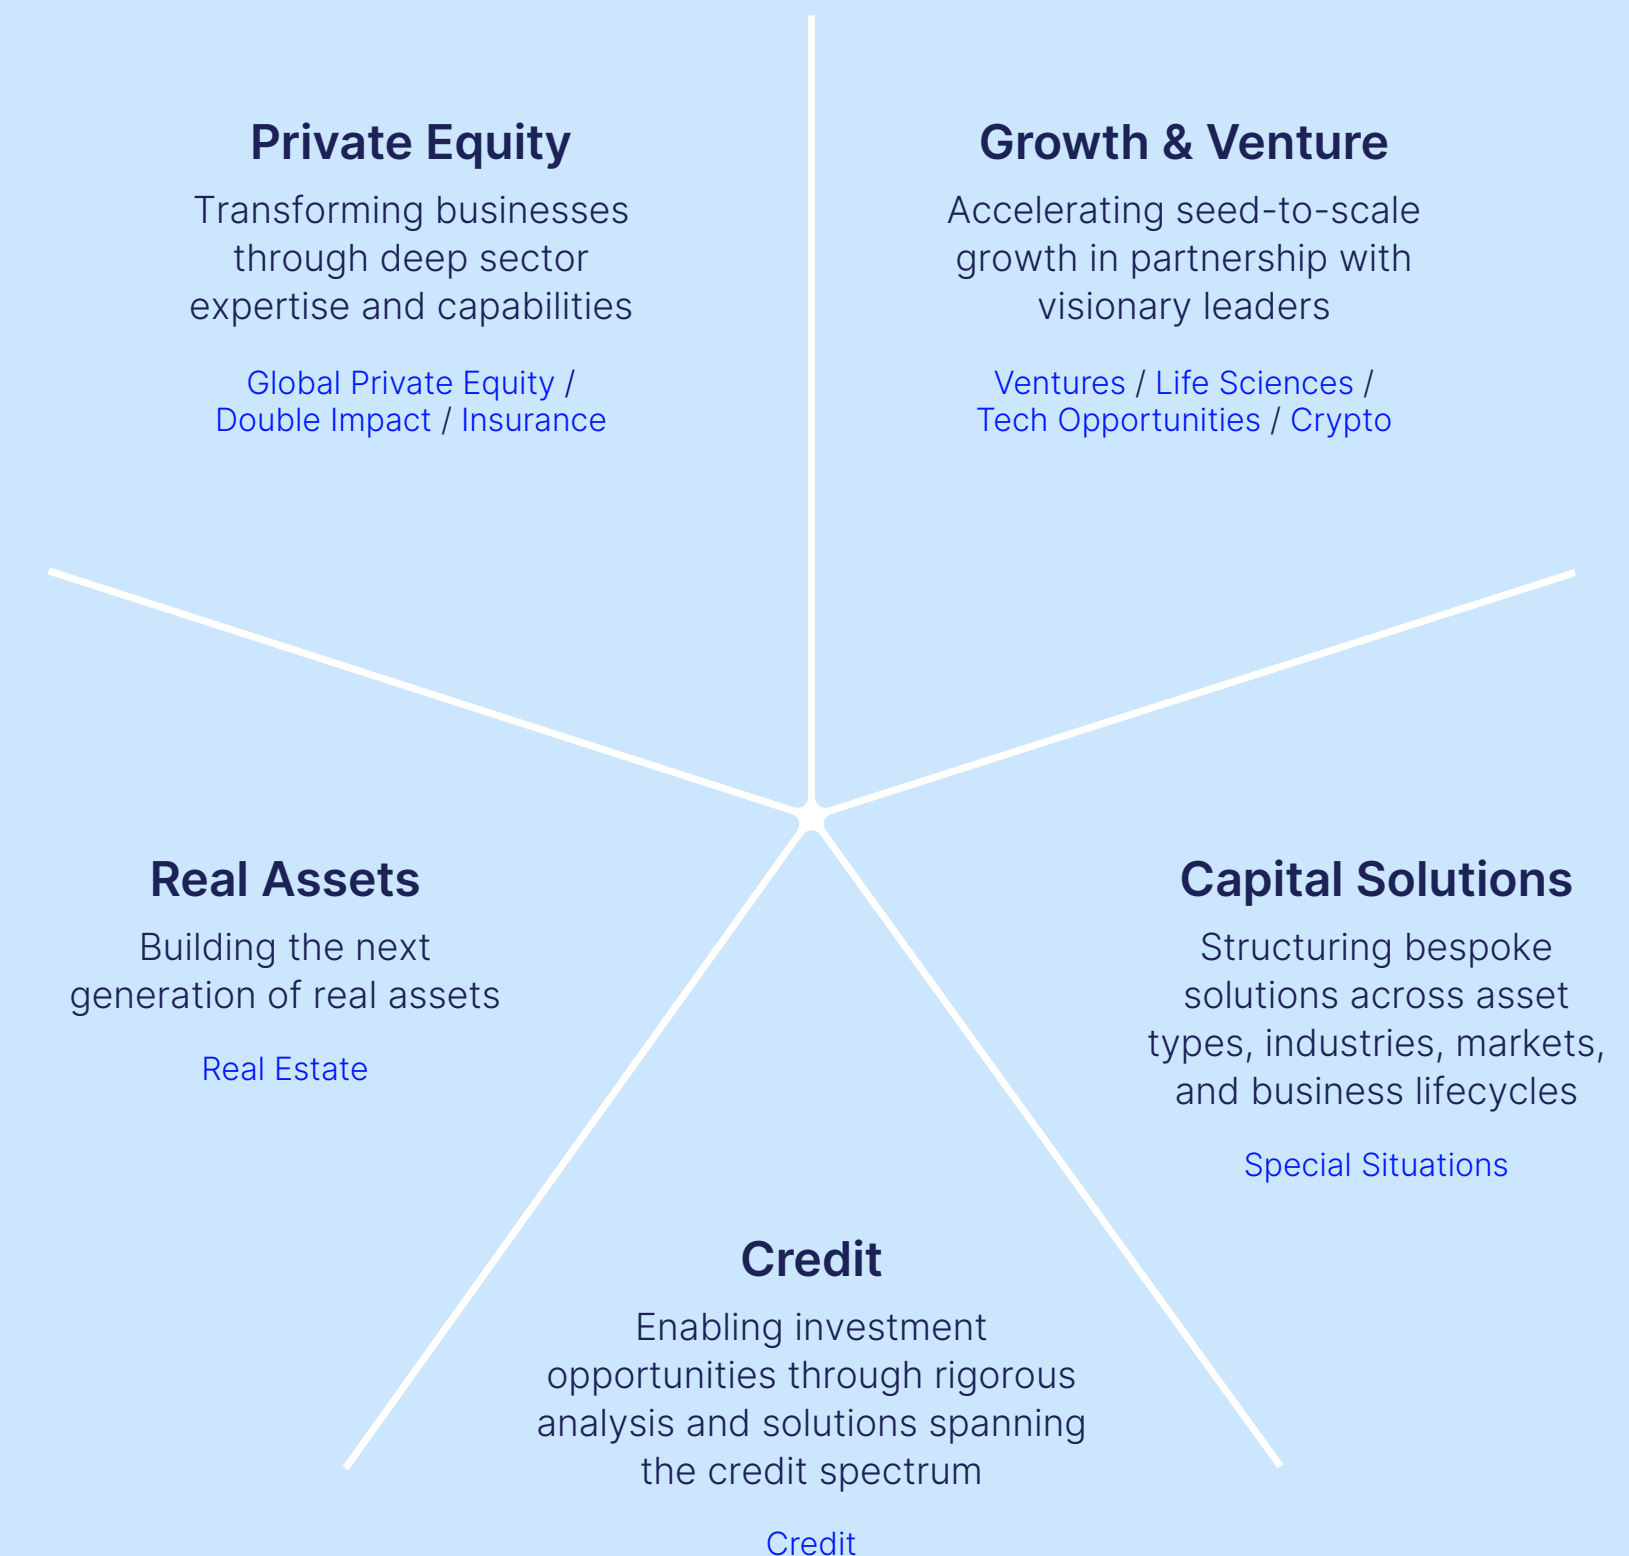 Private Equity
Transforming businesses
through deep sector
expertise and capabilities
Global Private Equity /
Double Impact / Insurance
Growth & Venture
Accelerating seed-to-scale
growth in partnership with
visionary leaders
Ventures / Life Sciences /
Tech Opportunities / Crypto
Real Assets
Building the next
generation of real assets
Real Estate
Capital Solutions
Structuring bespoke
solutions across asset
types, industries, markets,
and business lifecycles
Special Situations
Credit
Enabling investment
opportunities through rigorous
analysis and solutions spanning
the credit spectrum
Credit